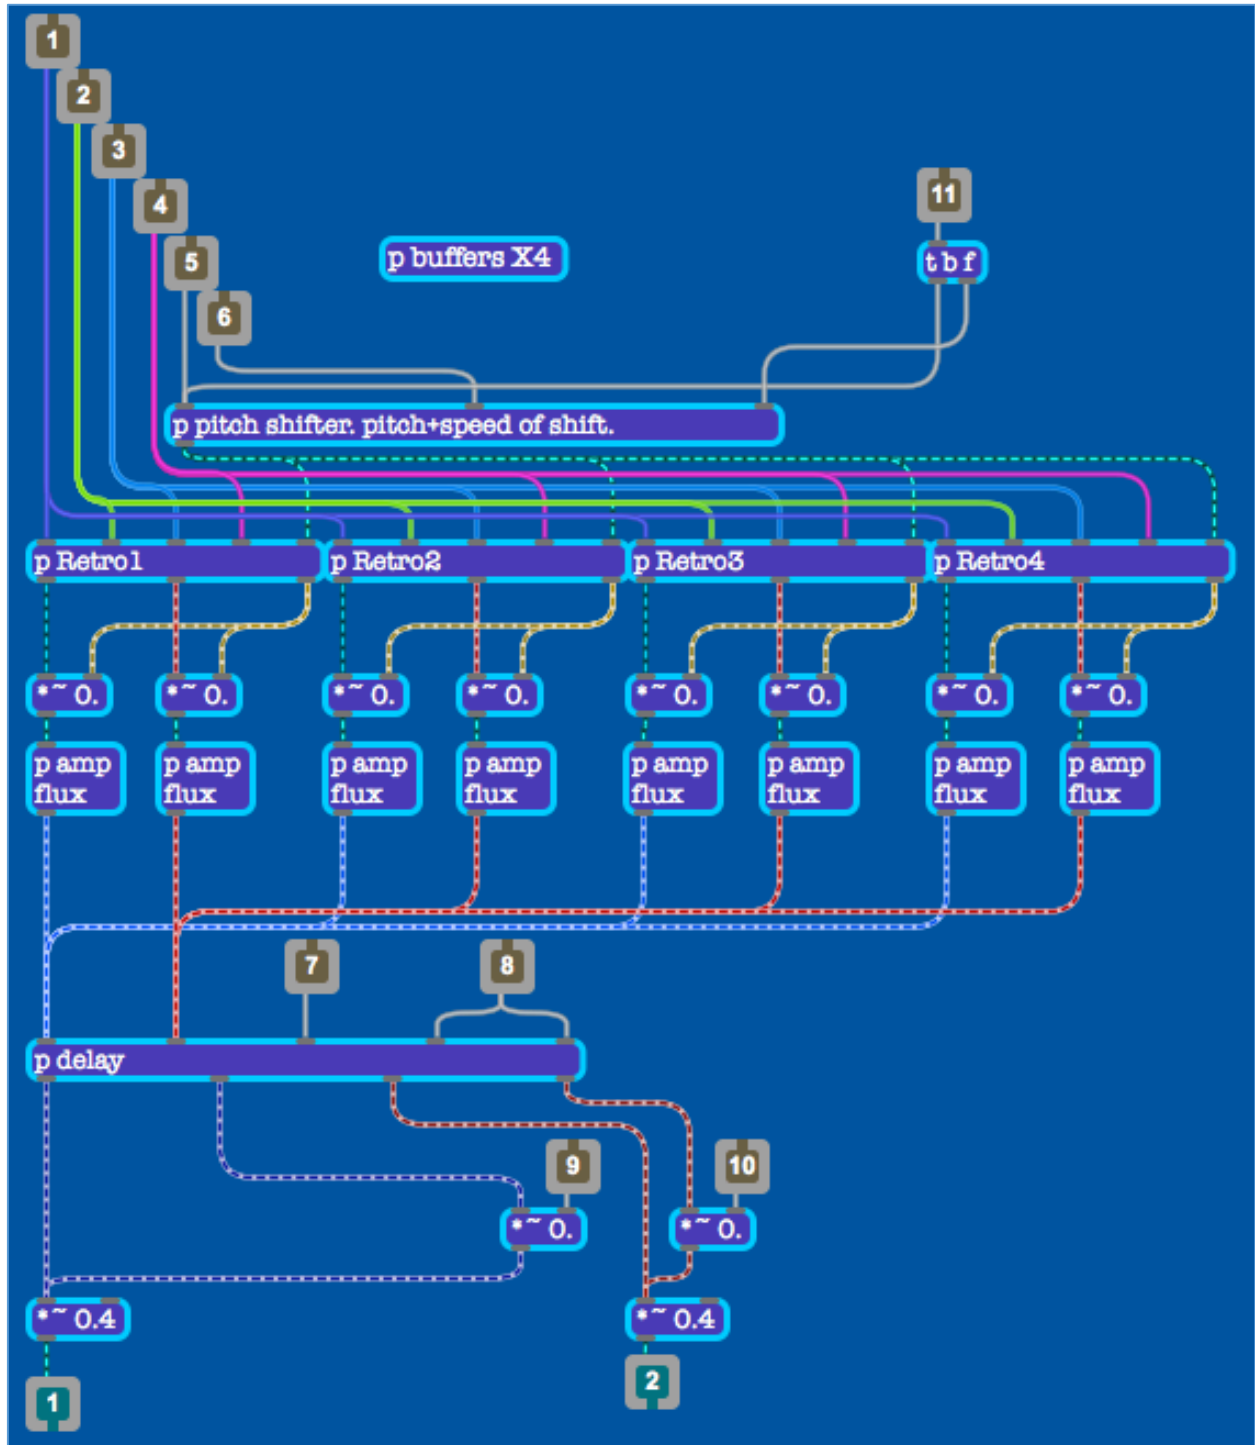 1
2
3
4
11
5
p buffers X4
t b f
6
p pitch shifter. pitch+speed of shift.
p Retro1
p Retro2
p Retro3
p Retro4
*~ 0.
*~ 0.
*~ 0.
*~ 0.
*~ 0.
*~ 0.
*~ 0.
*~ 0.
p amp
flux
p amp
flux
p amp
flux
p amp
flux
p amp
flux
p amp
flux
p amp
flux
p amp
flux
7
8
p delay
9
10
*~ 0.
*~ 0.
*~ 0.4
*~ 0.4
1
2